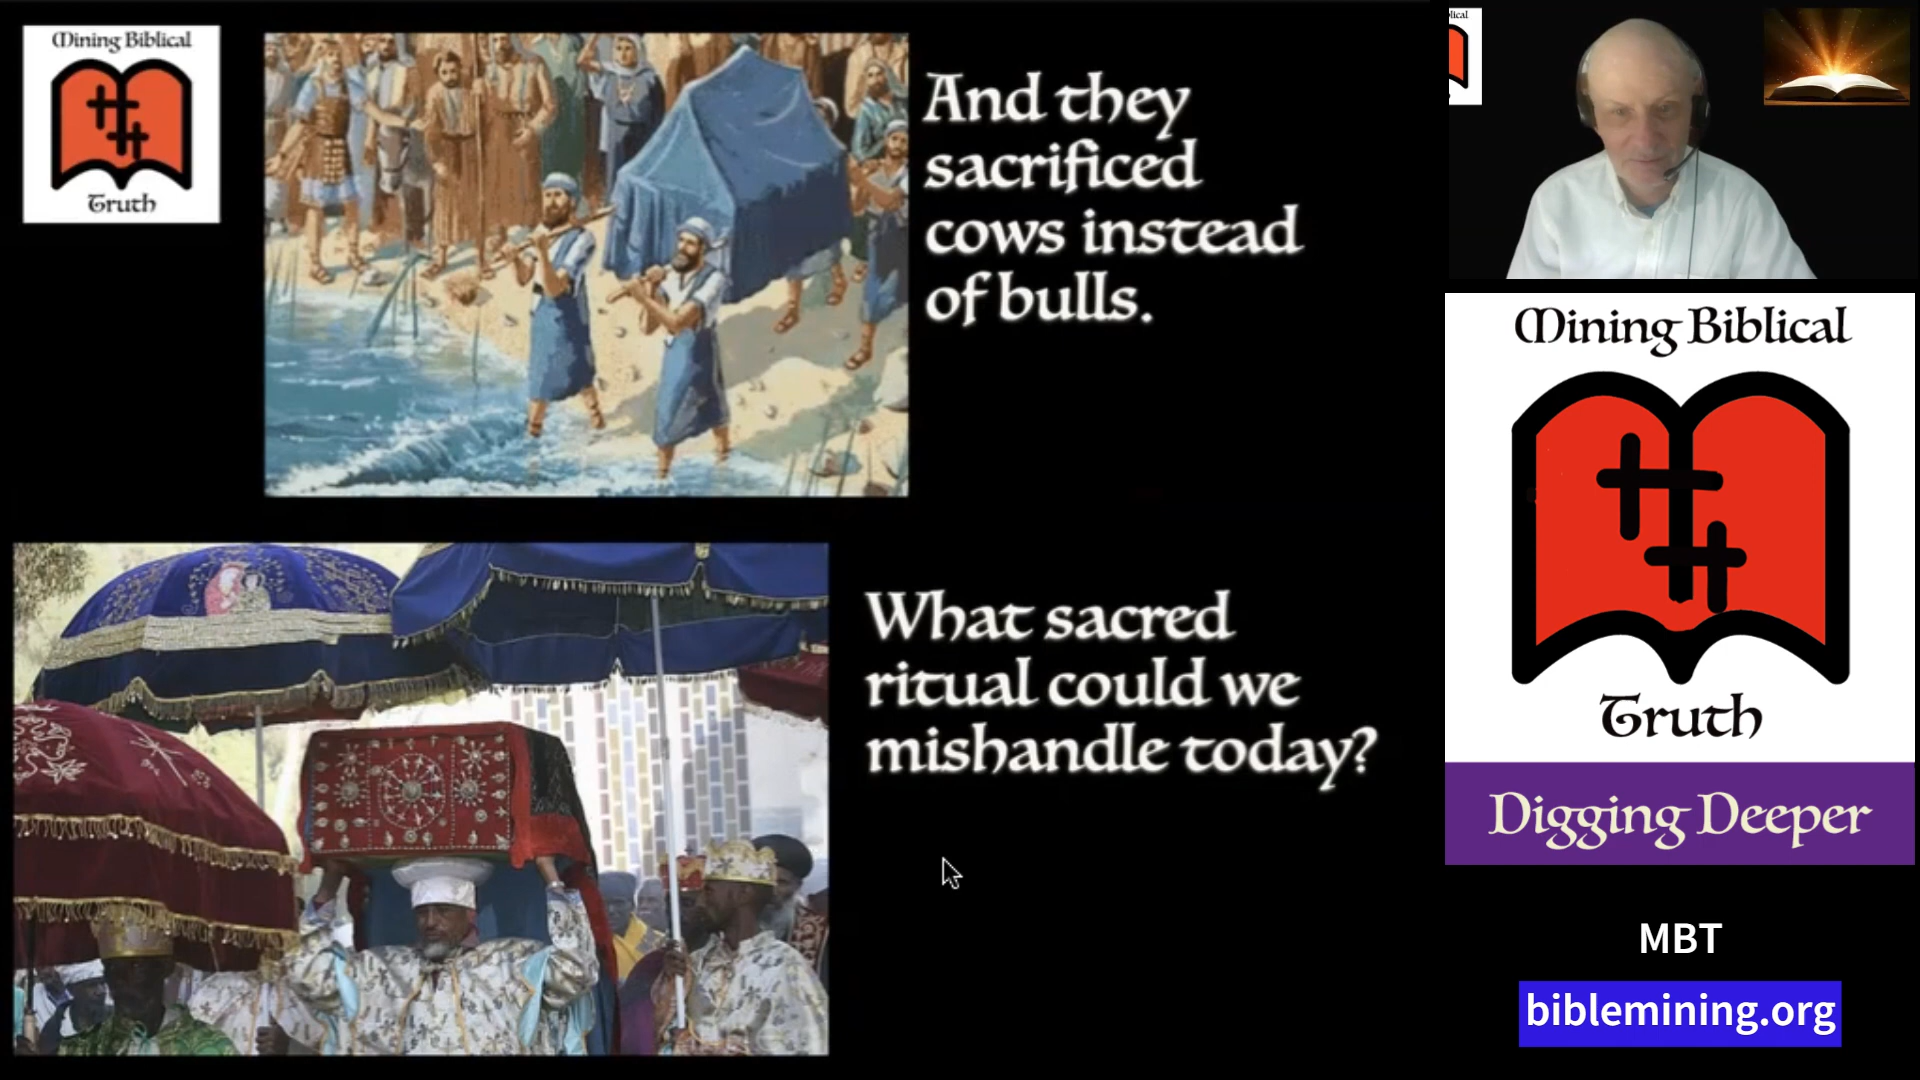 Mining Biblical
Truth
And they
sacrificed
cows instead
of bulls.
What sacred
ritual could we
mishandle today?
lical
Mining Biblical
Truth
Digging Deeper
MBT
biblemining.org